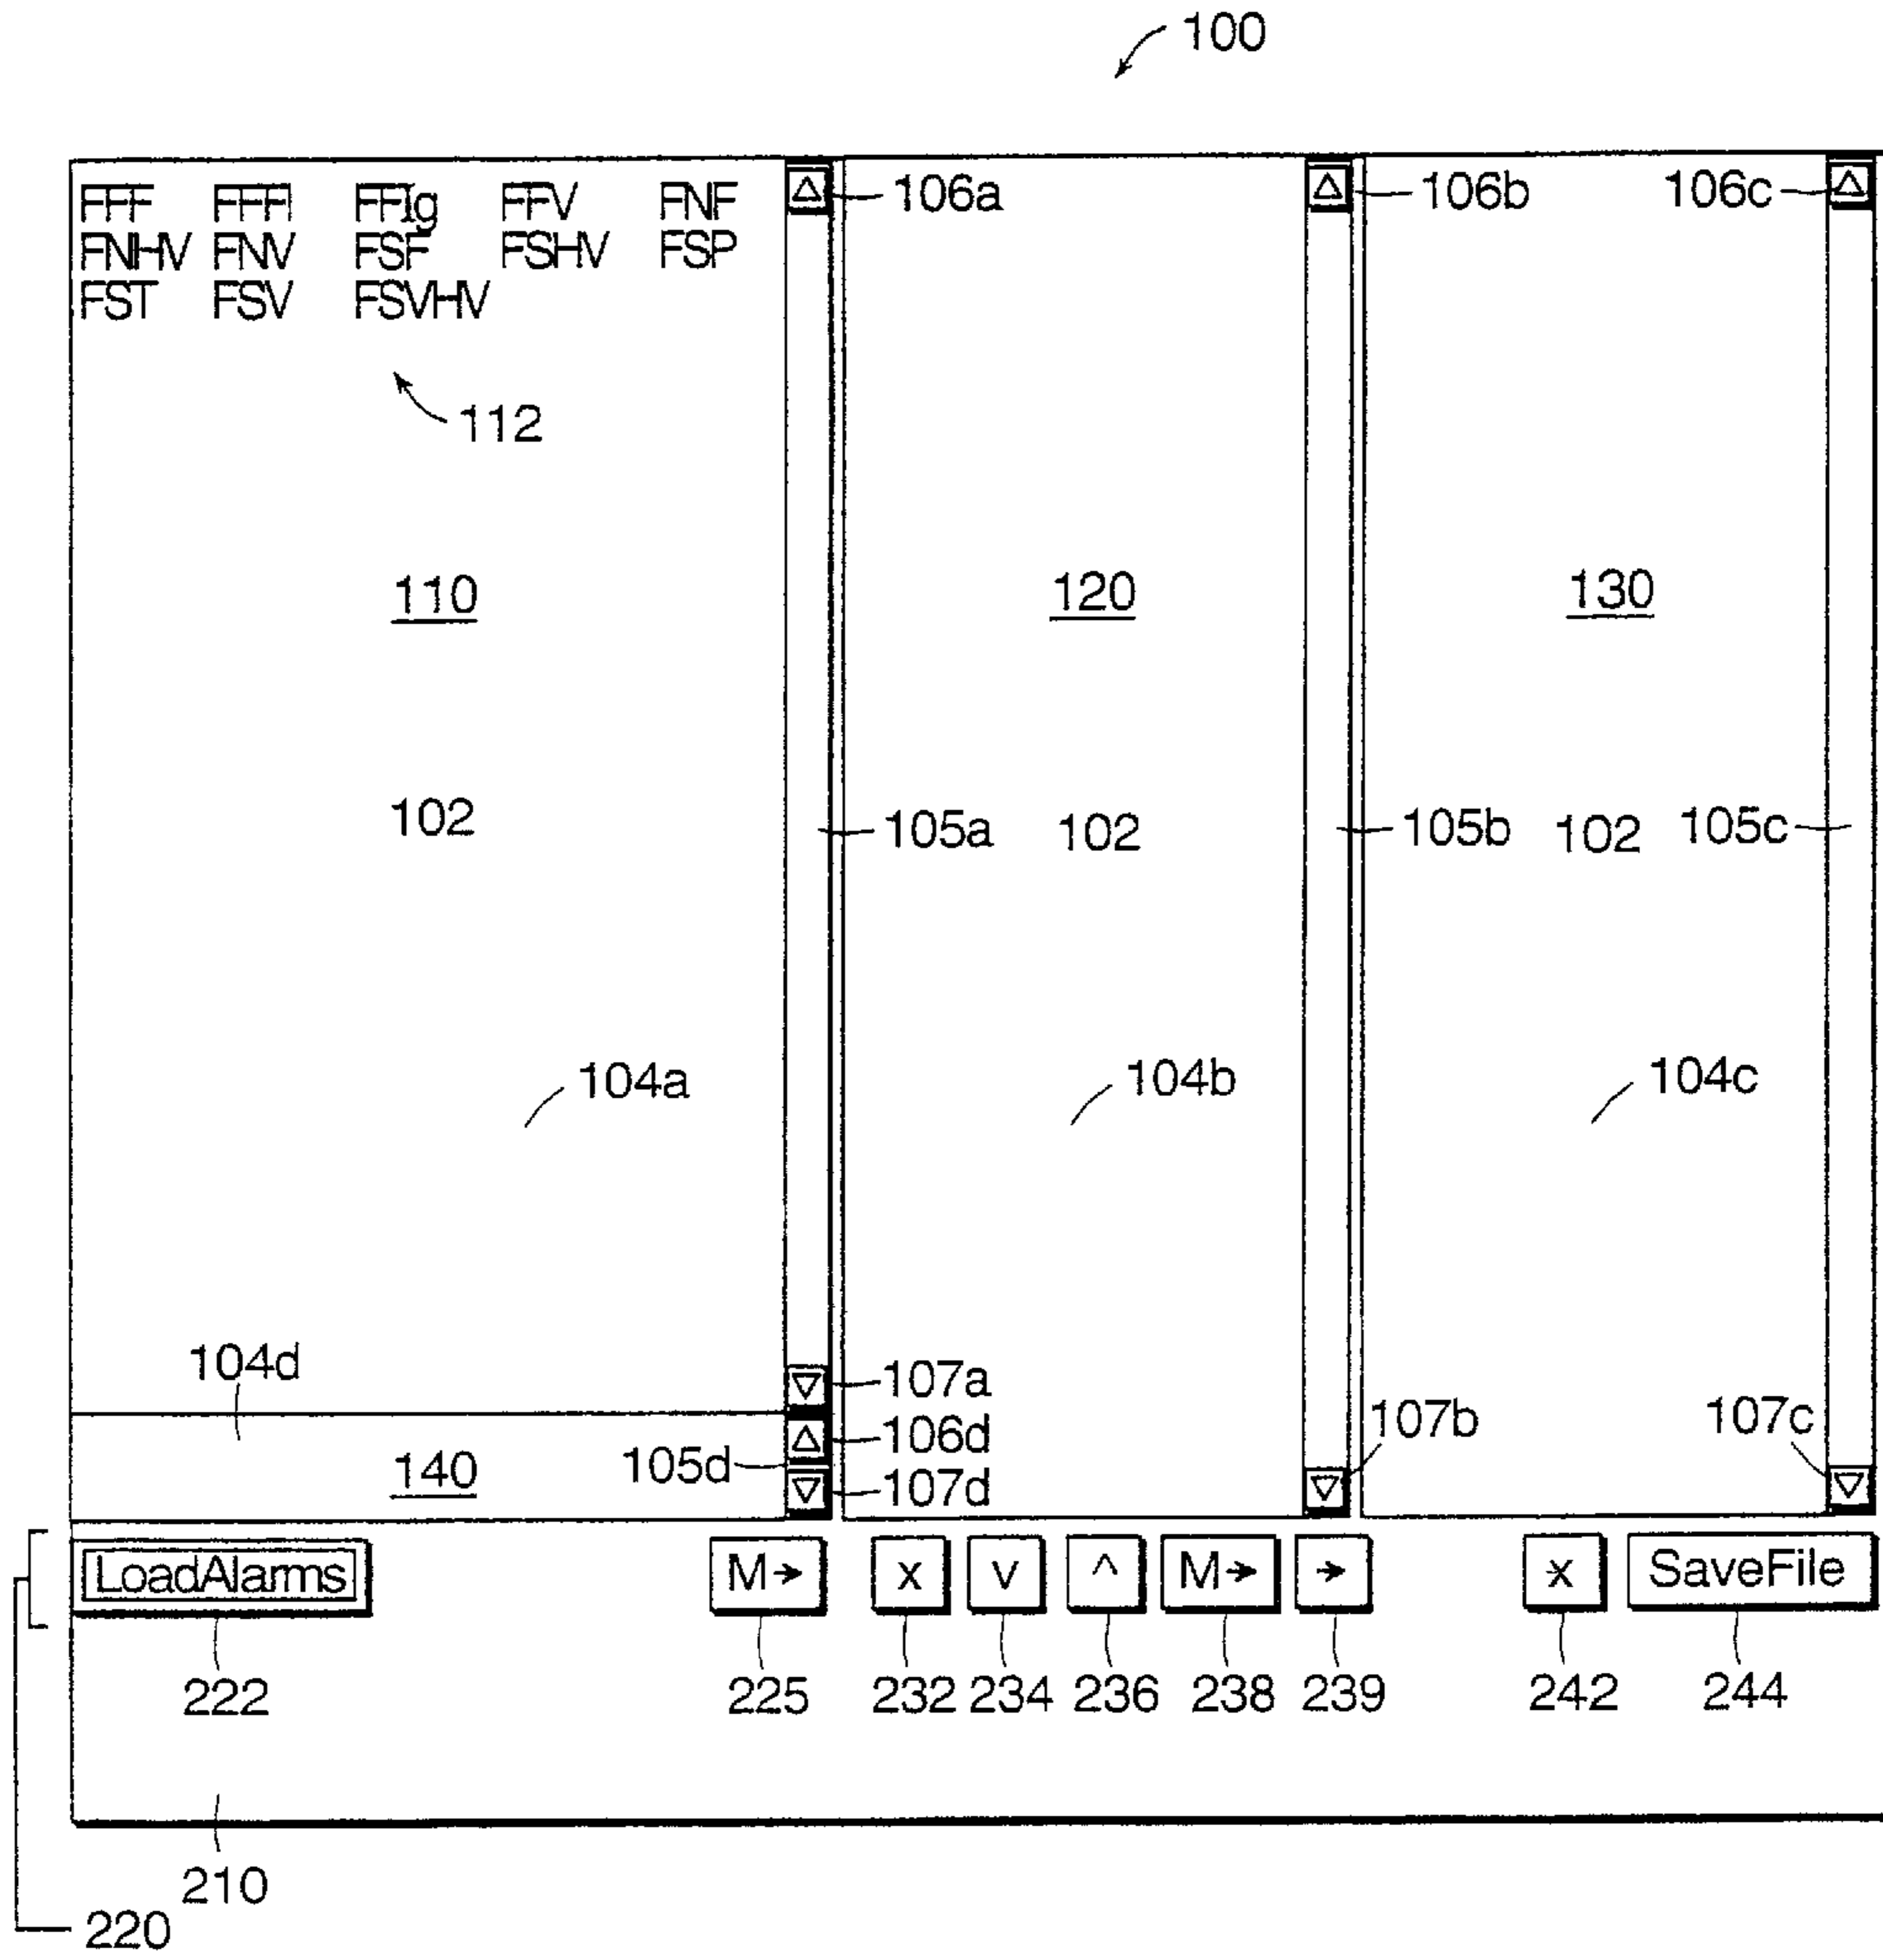 100
FFF FFFI FFIg FFV FNF
FNHV FNV FSF FSHV FSP
FST FSV FSVHV
106a
106b
106c
112
110
120
130
102
105a
102
105b
102
105c
104a
104b
104c
104d
107a
106d
105d
107d
140
107b
107c
LoadAlarms
M→
x
v
^
M→
→
x
SaveFile
222
225
232
234
236
238
239
242
244
210
220